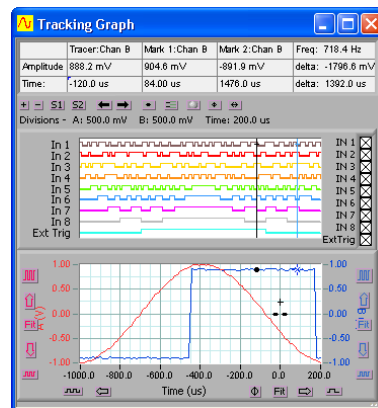 Tracking Graph
Tracer:Chan B Mark 1:Chan B Mark 2:Chan B Freq: 718.4 Hz
Amplitude 888.2 mV 904.6 mV -891.9 mV delta: -1796.6 mV
Time: -120.0 us 84.00 us 1476.0 us delta: 1392.0 us
+ - S1 S2
Divisions - A: 500.0 mV B: 500.0 mV Time: 200.0 us
In 1 IN 1
In 2 IN 2
In 3 IN 3
In 4 IN 4
In 5 IN 5
In 6 IN 6
In 7 IN 7
In 8 IN 8
Ext Trig ExtTrig
1.00 1.00
0.50 0.50
0.00 0.00
-0.50 -0.50
-1.00 -1.00
A (V)
Fit Fit
-1000.0 -800.0 -600.0 -400.0 -200.0 0.0 200.0
Time (us)
Fit